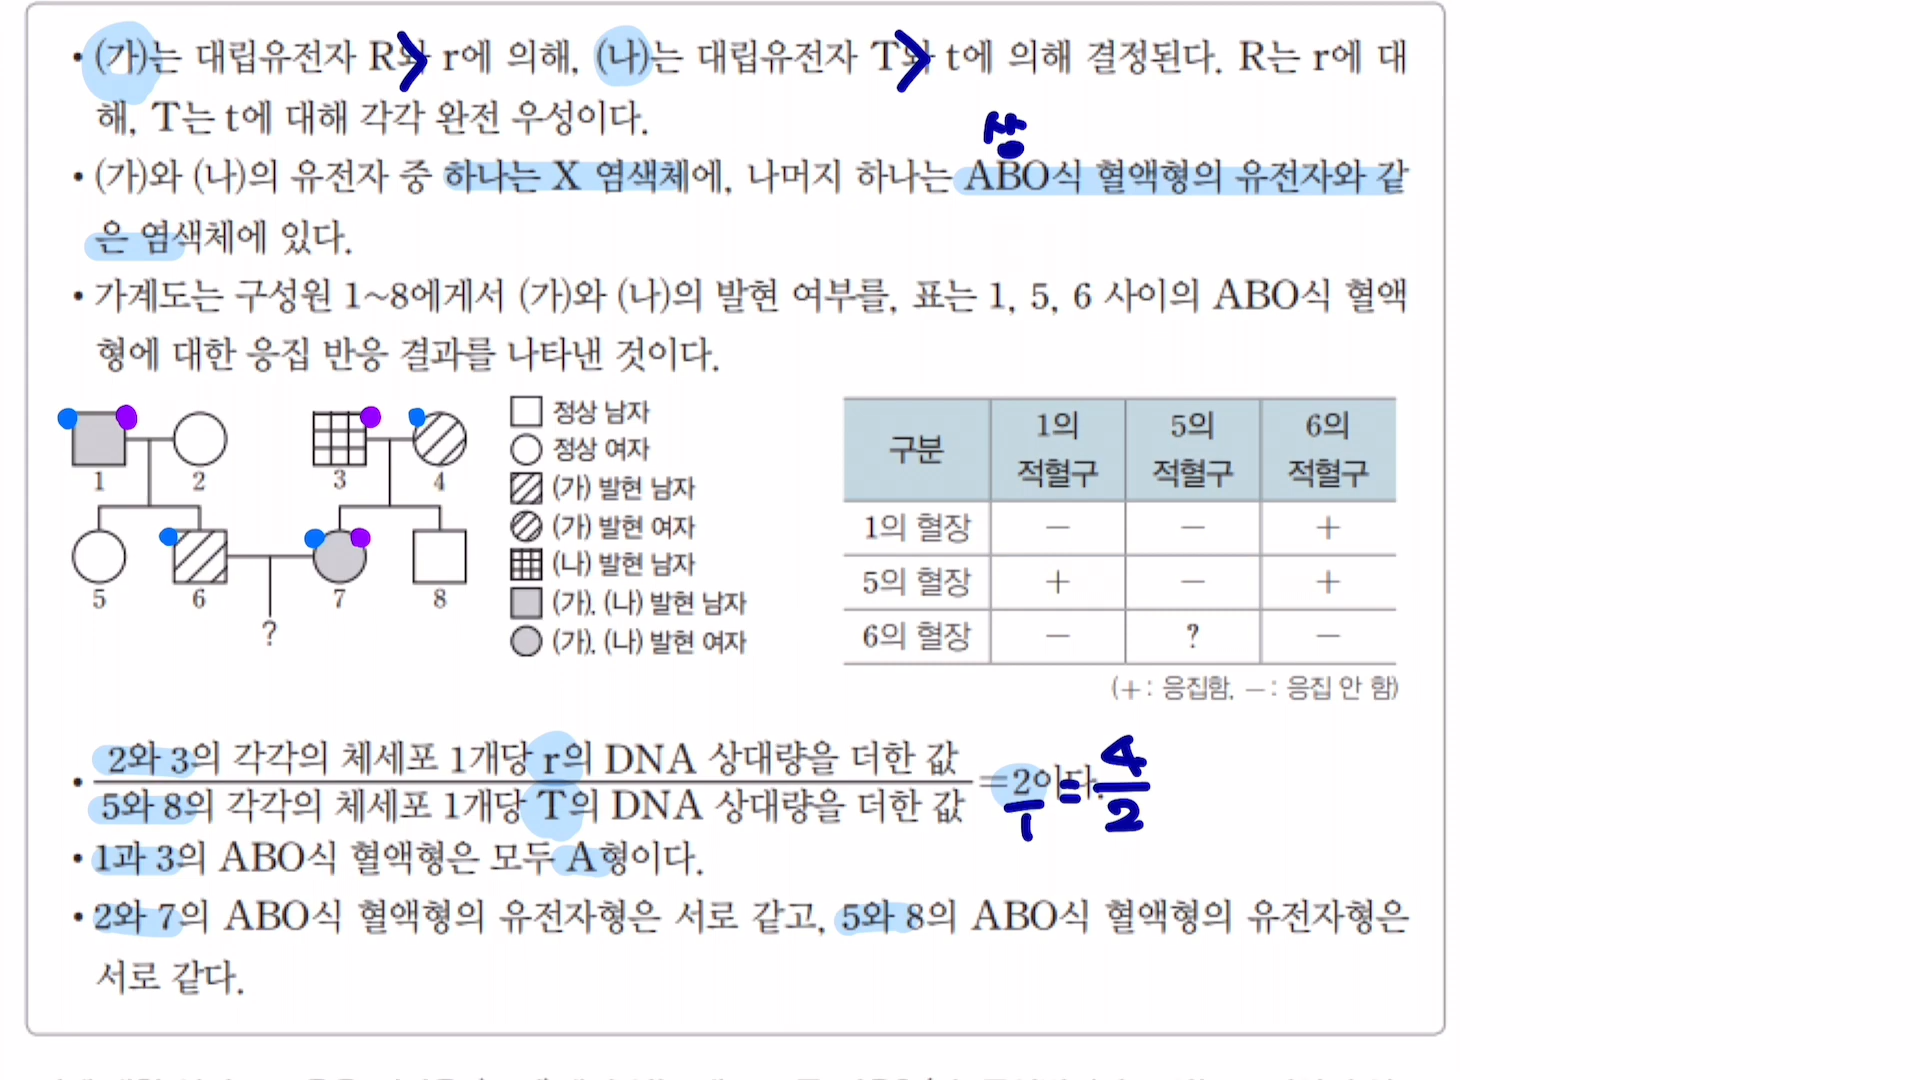 • (가)는 대립유전자 R와 > r에 의해, (나)는 대립유전자 T와 > t에 의해 결정된다. R는 r에 대
해, T는 t에 대해 각각 완전 우성이다.
상
• (가)와 (나)의 유전자 중 하나는 X 염색체에, 나머지 하나는 ABO식 혈액형의 유전자와 같
은 염색체에 있다.
• 가계도는 구성원 1~8에게서 (가)와 (나)의 발현 여부를, 표는 1, 5, 6 사이의 ABO식 혈액
형에 대한 응집 반응 결과를 나타낸 것이다.
1 2 3 4
5 6 7 8
?
정상 남자
정상 여자
(가) 발현 남자
(가) 발현 여자
(나) 발현 남자
(가), (나) 발현 남자
(가), (나) 발현 여자
구분 1의 적혈구 5의 적혈구 6의 적혈구
1의 혈장 − − +
5의 혈장 + − +
6의 혈장 − ? −
(+: 응집함, −: 응집 안 함)
• 2와 3의 각각의 체세포 1개당 r의 DNA 상대량을 더한 값
5와 8의 각각의 체세포 1개당 T의 DNA 상대량을 더한 값
=2이다.
1 = 4
2
• 1과 3의 ABO식 혈액형은 모두 A형이다.
• 2와 7의 ABO식 혈액형의 유전자형은 서로 같고, 5와 8의 ABO식 혈액형의 유전자형은
서로 같다.